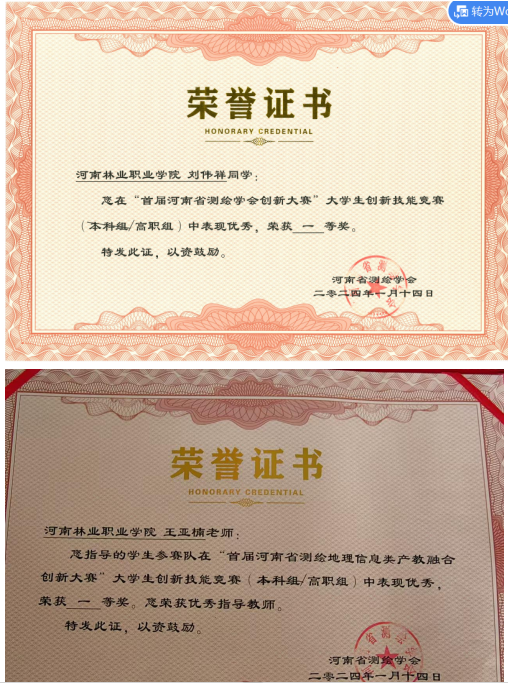 转为Wo
荣誉证书
HONORARY CREDENTIAL
河南林业职业学院 刘伟祥同学:
您在“首届河南省测绘学会创新大赛”大学生创新技能竞赛
(本科组/高职组)中表现优秀,荣获 一 等奖。
特发此证,以资鼓励。
河南省测绘学会
二零二四年一月十四日
荣誉证书
HONORARY CREDENTIAL
河南林业职业学院 王亚楠老师:
您指导的学生参赛队在“首届河南省测绘地理信息类产教融合
创新大赛”大学生创新技能竞赛(本科组/高职组)中表现优秀,
荣获 一 等奖。您荣获优秀指导教师。
特发此证,以资鼓励。
河南省测绘学会
二零二四年一月十四日